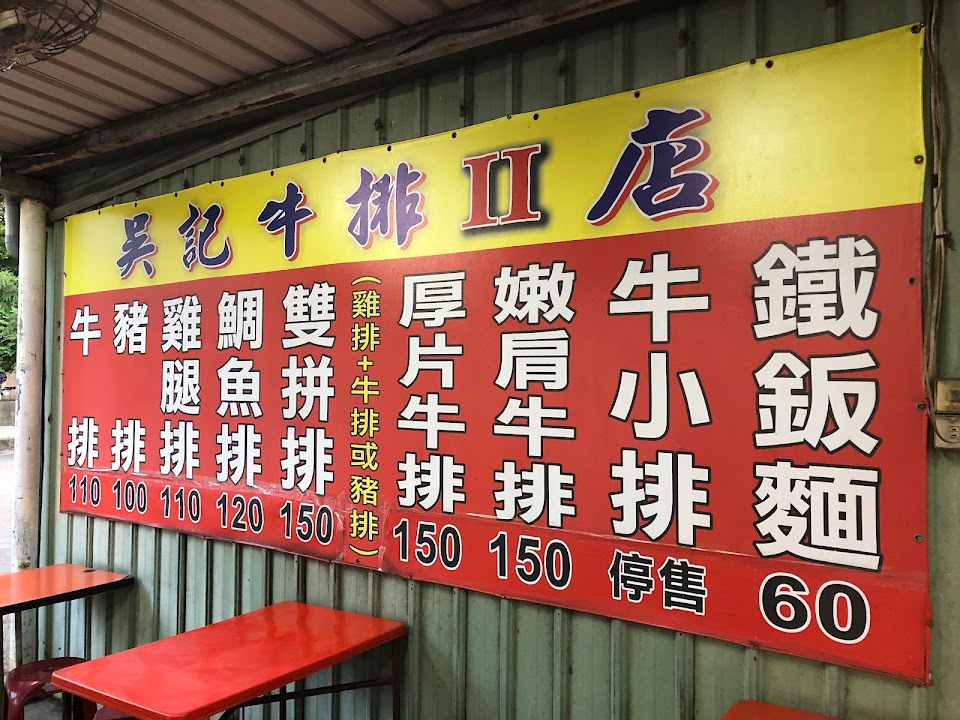 吳記牛排II店
牛排
110
豬排
100
雞腿排
110
鯛魚排
120
雙拼排
150
(雞排+牛排或豬排)
厚片牛排
150
嫩肩牛排
150
牛小排
停售
鐵鈑麵
60